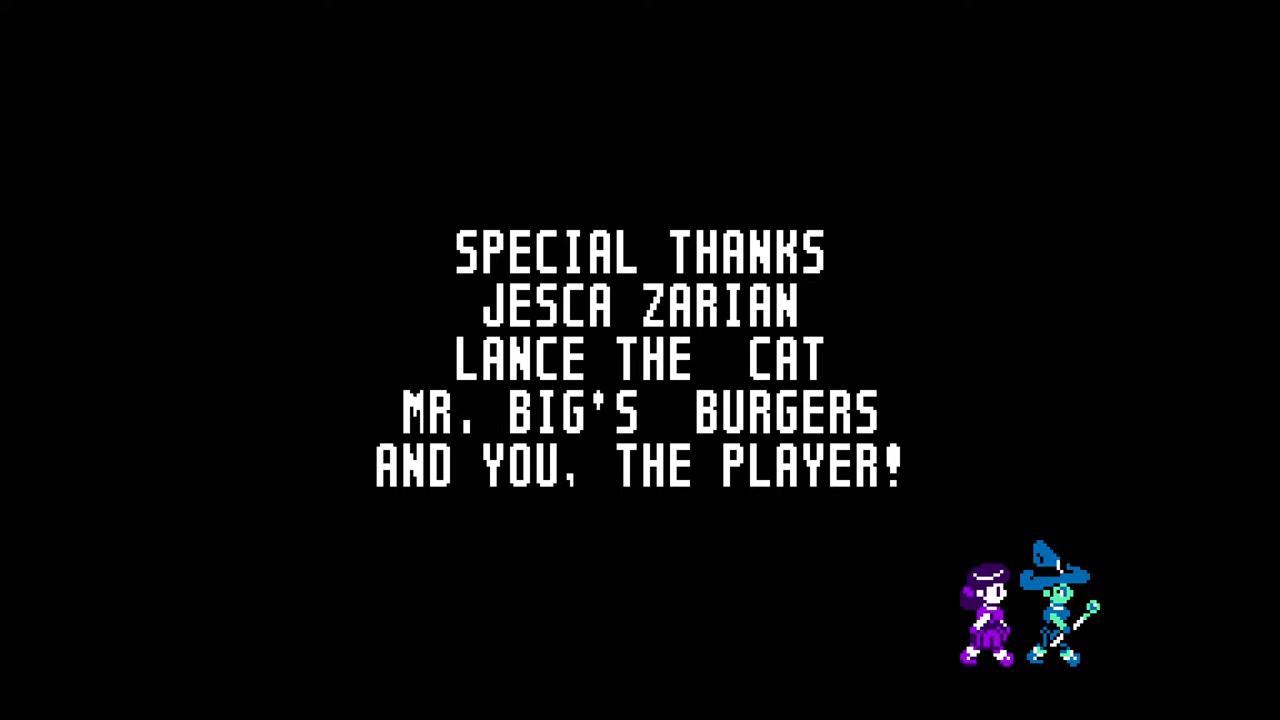 SPECIAL THANKS
JESCA ZARIAN
LANCE THE  CAT
MR. BIG'S  BURGERS
AND YOU, THE PLAYER!